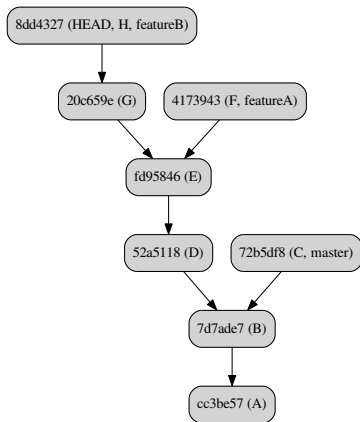 8dd4327 (HEAD, H, featureB)
20c659e (G)
4173943 (F, featureA)
fd95846 (E)
52a5118 (D)
72b5df8 (C, master)
7d7ade7 (B)
cc3be57 (A)